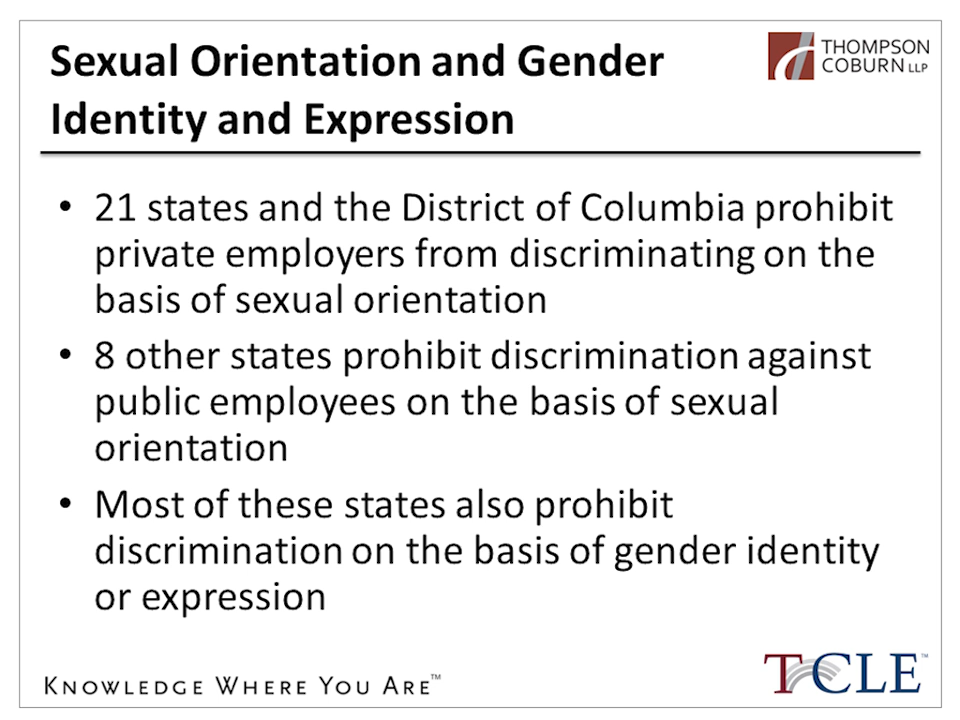 Sexual Orientation and Gender
Identity and Expression
THOMPSON
COBURN LLP
• 21 states and the District of Columbia prohibit
private employers from discriminating on the
basis of sexual orientation
• 8 other states prohibit discrimination against
public employees on the basis of sexual
orientation
• Most of these states also prohibit
discrimination on the basis of gender identity
or expression
KNOWLEDGE WHERE YOU ARE™
TCLE™